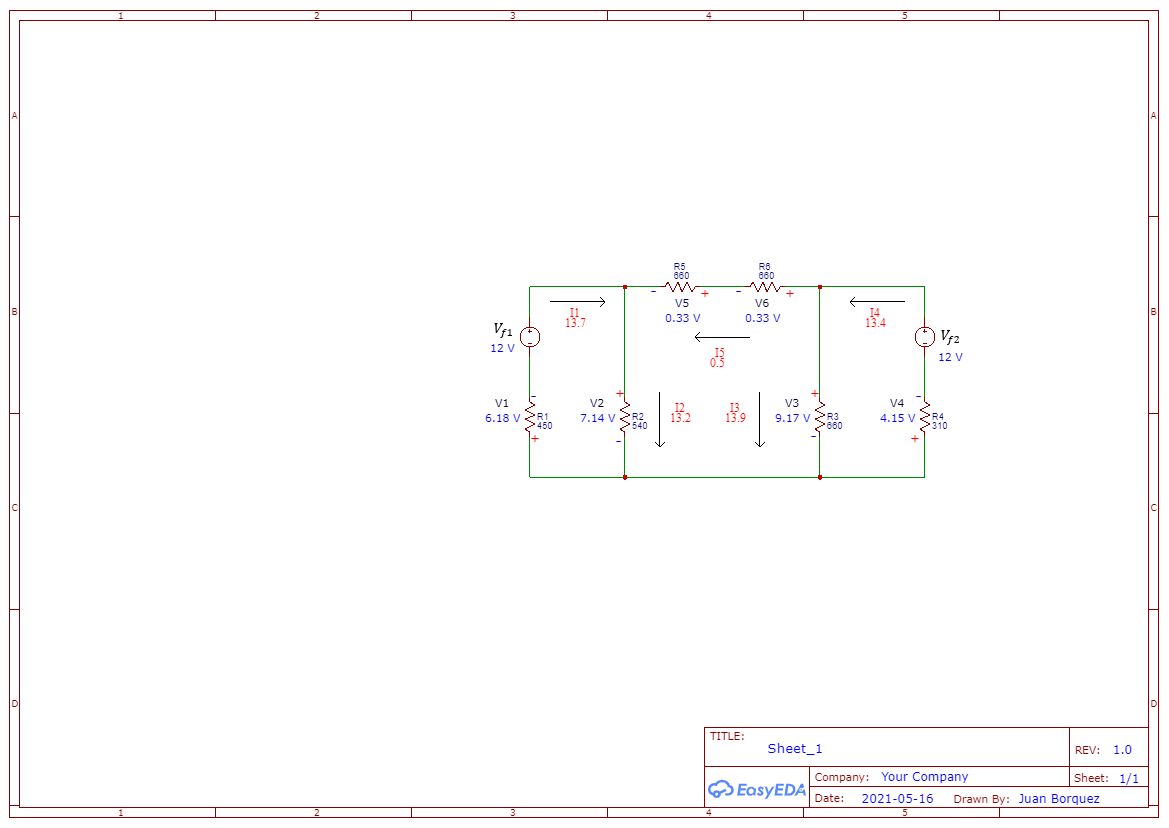 1 2 3 4 5
A A
B B
C C
D D
R5 R6
660 660
- + - +
V5 V6
0.33 V 0.33 V
I1
13.7
I4
13.4
I5
0.5
Vf1
12 V
+
-
Vf2
12 V
+
-
V1
6.18 V
R1
450
-
+
V2
7.14 V
R2
540
+
-
I2
13.2
I3
13.9
V3
9.17 V
R3
660
+
-
V4
4.15 V
R4
310
-
+
TITLE:
Sheet_1
REV: 1.0
EasyEDA
Company: Your Company
Sheet: 1/1
Date: 2021-05-16 Drawn By: Juan Borquez
1 2 3 4 5